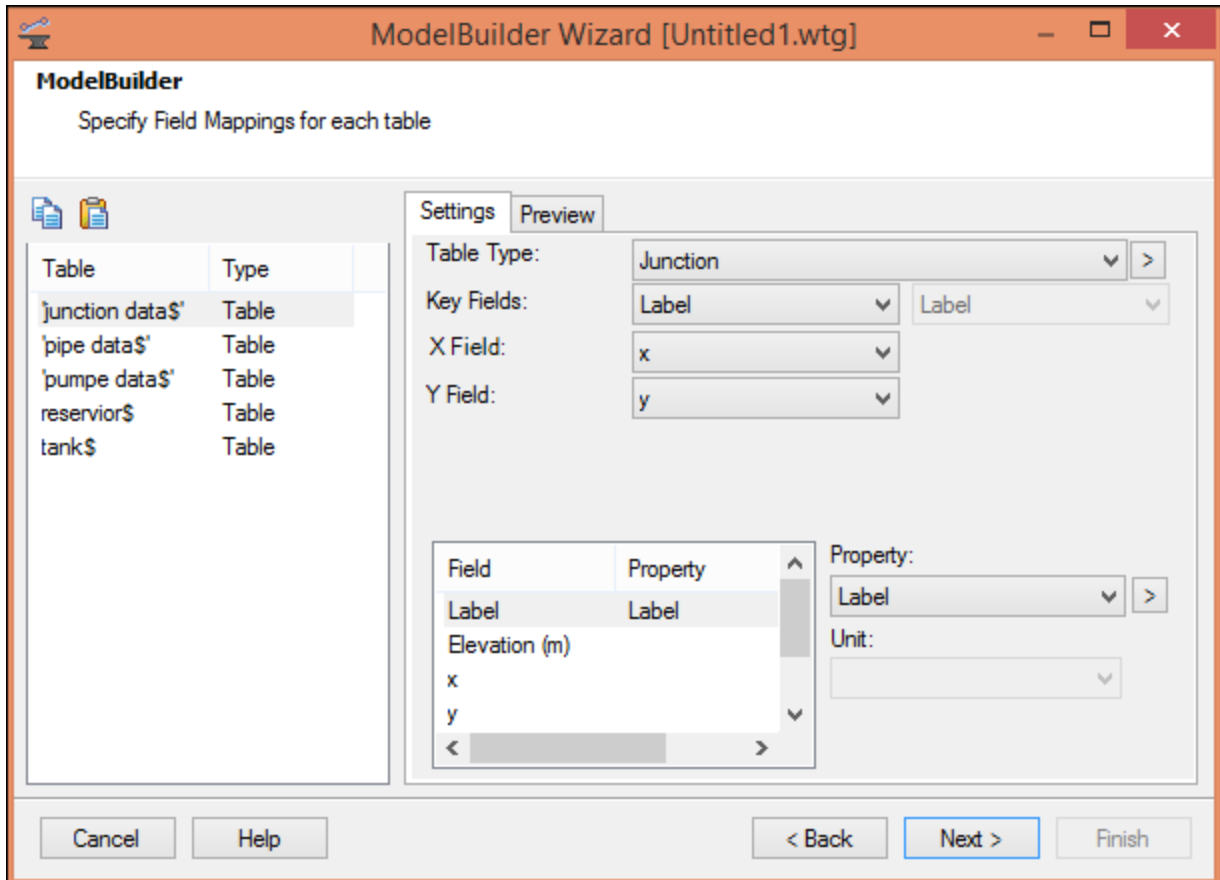 ModelBuilder Wizard [Untitled1.wtg]
ModelBuilder
Specify Field Mappings for each table
Table Type
'junction data$' Table
'pipe data$' Table
'pumpe data$' Table
reservior$ Table
tank$ Table
Settings Preview
Table Type: Junction >
Key Fields: Label Label
X Field: x
Y Field: y
Field Property
Label Label
Elevation (m)
x
y
Property:
Label >
Unit:
Cancel Help < Back Next > Finish